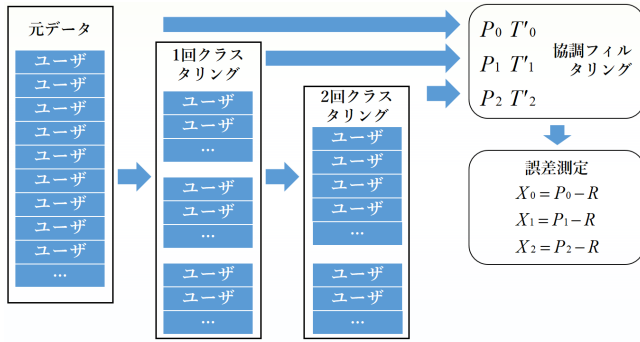 元データ
ユーザ
ユーザ
ユーザ
ユーザ
ユーザ
ユーザ
ユーザ
ユーザ
ユーザ
…
1回クラス
タリング
ユーザ
ユーザ
…
ユーザ
ユーザ
…
ユーザ
ユーザ
…
2回クラス
タリング
ユーザ
ユーザ
ユーザ
ユーザ
…
ユーザ
ユーザ
…
P₀ T′₀
P₁ T′₁
P₂ T′₂
協調フィル
タリング
誤差測定
X₀=P₀−R
X₁=P₁−R
X₂=P₂−R